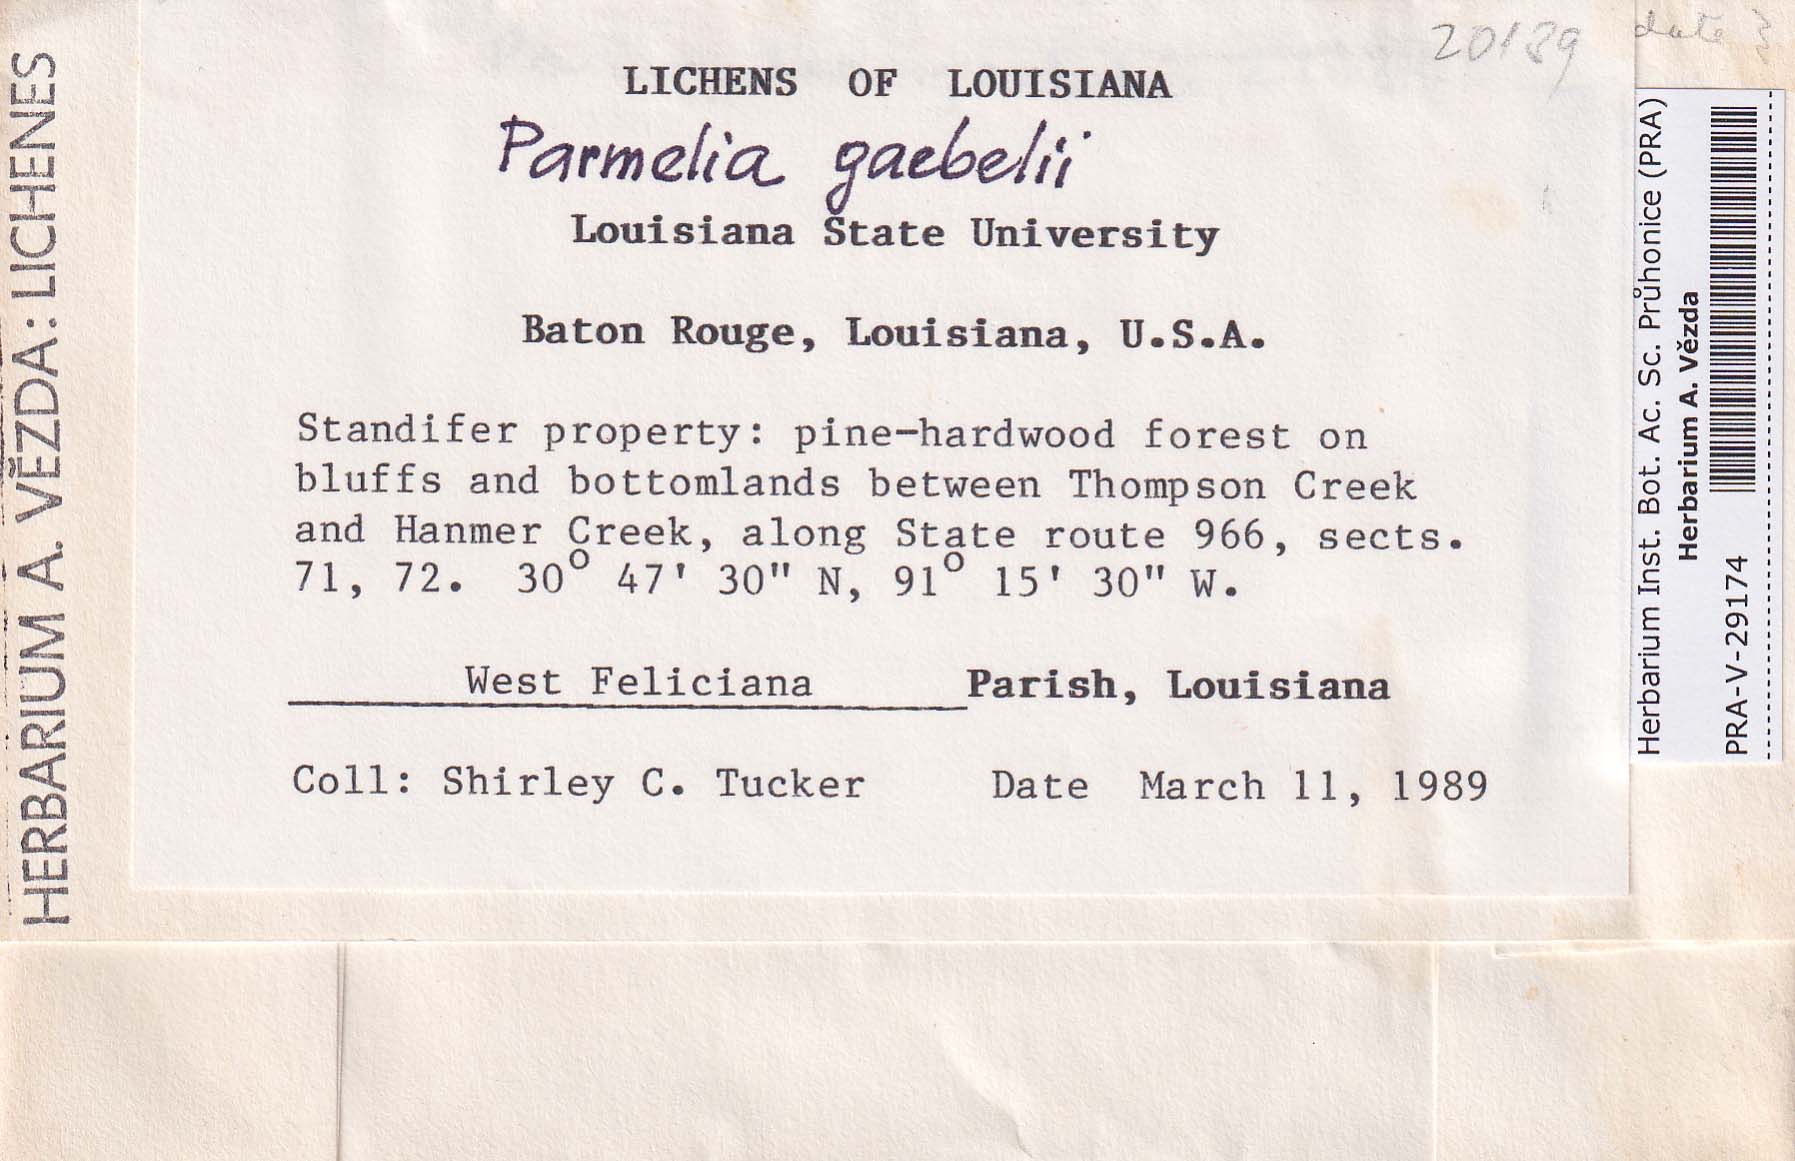 20189
date 3
LICHENS OF LOUISIANA
Parmelia gaebelii
Louisiana State University
Baton Rouge, Louisiana, U.S.A.
Standifer property: pine-hardwood forest on
bluffs and bottomlands between Thompson Creek
and Hanmer Creek, along State route 966, sects.
71, 72. 30° 47' 30" N, 91° 15' 30" W.
West Feliciana Parish, Louisiana
Coll: Shirley C. Tucker Date March 11, 1989
HERBARIUM A. VĚZDA: LICHENES
Herbarium Inst. Bot. Ac. Sc. Průhonice (PRA)
Herbarium A. Vězda
PRA-V-29174